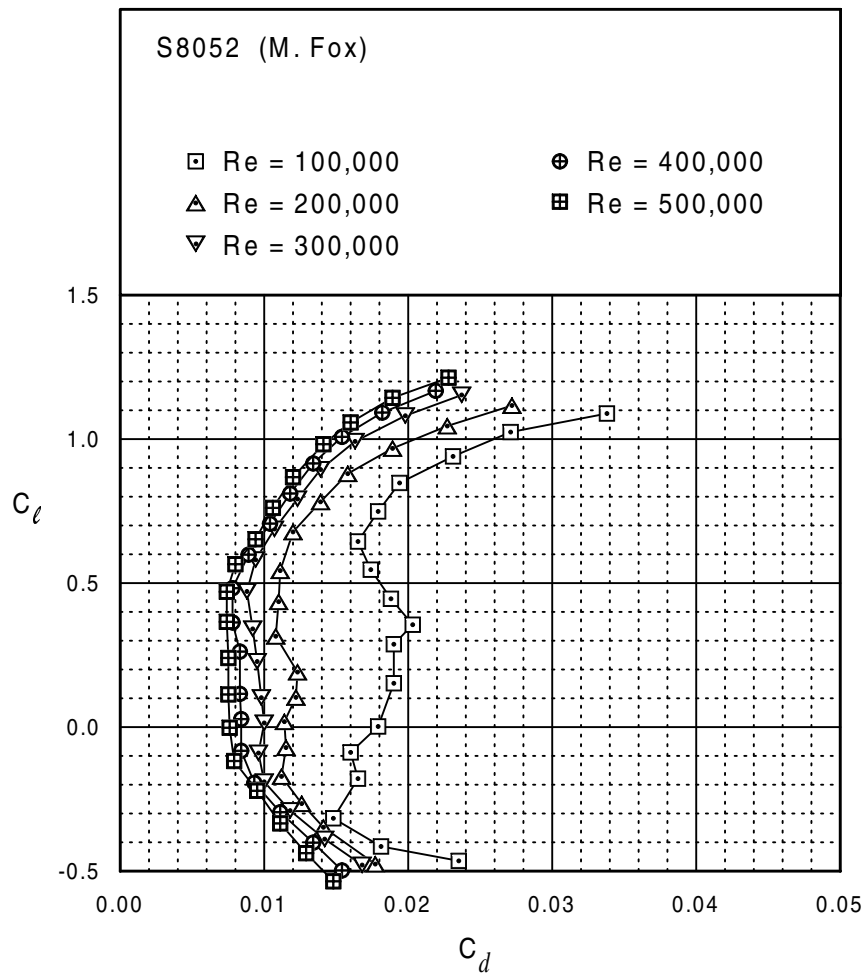 S8052 (M. Fox)
Re = 100,000
Re = 200,000
Re = 300,000
Re = 400,000
Re = 500,000
1.5
1.0
0.5
0.0
-0.5
Cℓ
0.00 0.01 0.02 0.03 0.04 0.05
Cd